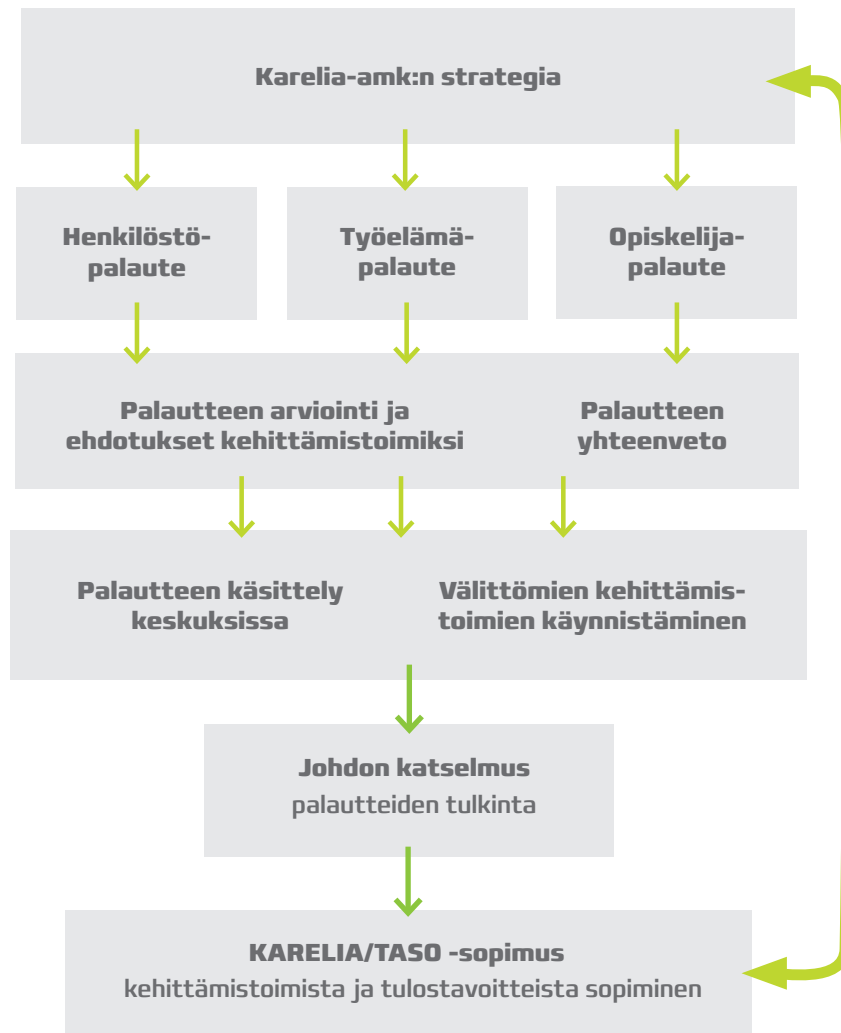 Karelia-amk:n strategia
Henkilöstö-
palaute
Työelämä-
palaute
Opiskelija-
palaute
Palautteen arviointi ja
ehdotukset kehittämistoimiksi
Palautteen
yhteenveto
Palautteen käsittely
keskuksissa
Välittömien kehittämis-
toimien käynnistäminen
Johdon katselmus
palautteiden tulkinta
KARELIA/TASO -sopimus
kehittämistoimista ja tulostavoitteista sopiminen